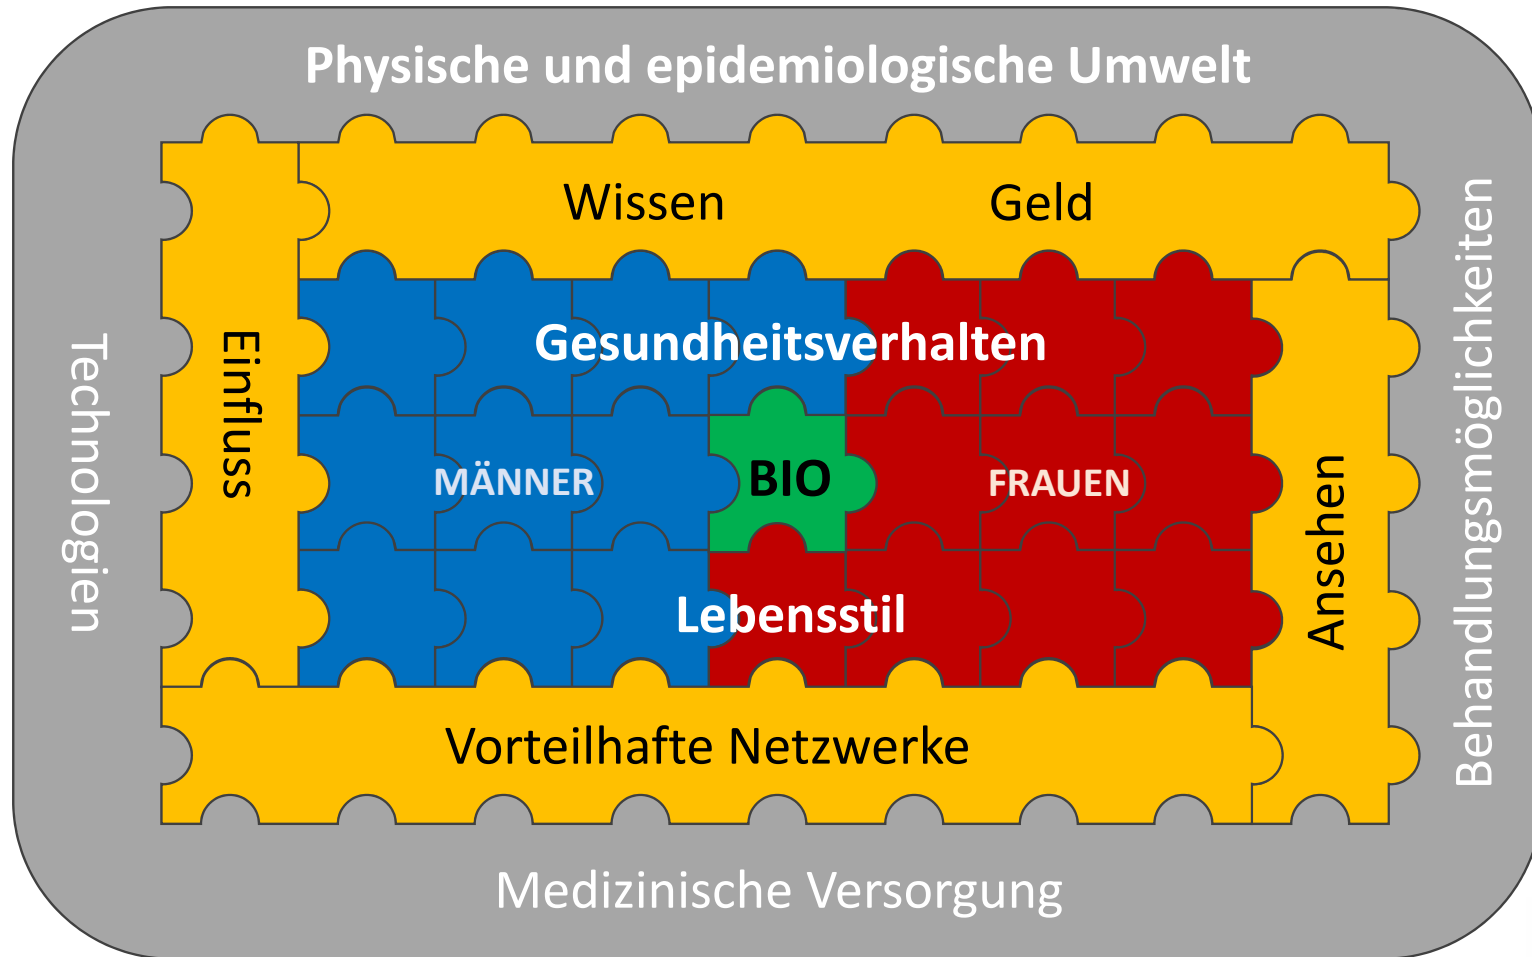 Physische und epidemiologische Umwelt
Wissen
Geld
Technologien
Einfluss
Gesundheitsverhalten
MÄNNER
BIO
FRAUEN
Lebensstil
Ansehen
Behandlungsmöglichkeiten
Vorteilhafte Netzwerke
Medizinische Versorgung